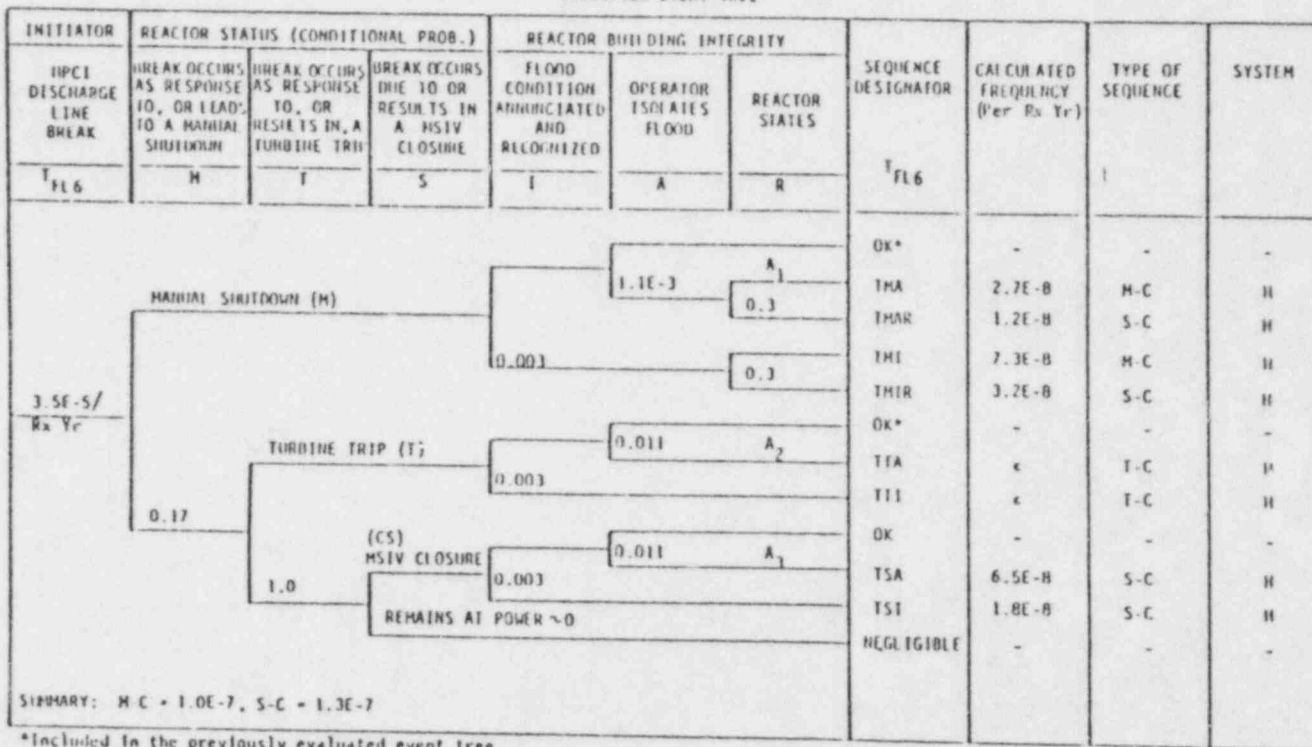 INITIATOR
REACTOR STATUS (CONDITIONAL PROB.)
REACTOR BUILDING INTEGRITY
SEQUENCE DESIGNATOR
CALCULATED FREQUENCY (Per Rx Yr)
TYPE OF SEQUENCE
SYSTEM
HPCI DISCHARGE LINE BREAK
BREAK OCCURS AS RESPONSE TO, OR LEADS TO A MANUAL SHUTDOWN
BREAK OCCURS AS RESPONSE TO, OR RESULTS IN, A TURBINE TRIP
BREAK OCCURS DUE TO OR RESULTS IN A MSIV CLOSURE
FLOOD CONDITION ANNUNCIATED AND RECOGNIZED
OPERATOR ISOLATES FLOOD
REACTOR STATES
TFL6 M T S I A R TFL6
OK* - - -
A1
1.1E-3
MANUAL SHUTDOWN (M)
TMA 2.7E-8 M-C H
0.3
TMAR 1.2E-8 S-C H
0.003
TMI 7.3E-8 M-C H
0.3
TMIR 3.2E-8 S-C H
3.5E-5/
Rx Yr
OK* - - -
TURBINE TRIP (T)
0.011 A2
TTA ε T-C H
0.003
TTI ε T-C H
0.17
OK - - -
(CS)
MSIV CLOSURE
0.011 A3
TSA 6.5E-8 S-C H
1.0
0.003
TSI 1.8E-8 S-C H
REMAINS AT POWER ~0
NEGLIGIBLE - - -
SUMMARY: M-C = 1.0E-7, S-C = 1.3E-7
*Included in the previously evaluated event tree